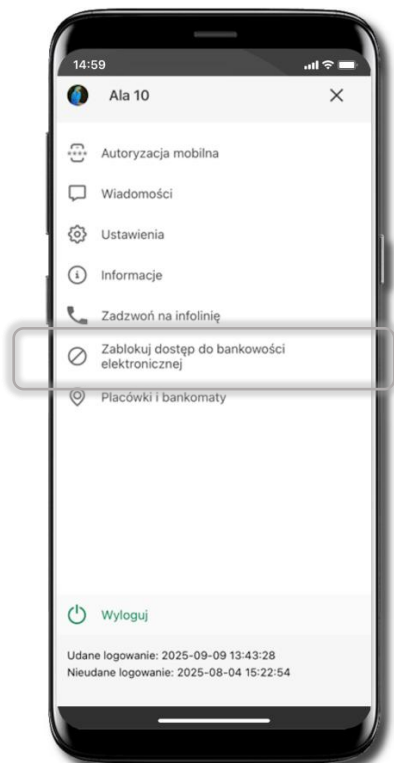 14:59
Ala 10
Autoryzacja mobilna
Wiadomości
Ustawienia
Informacje
Zadzwoń na infolinię
Zablokuj dostęp do bankowości
elektronicznej
Placówki i bankomaty
Wyloguj
Udane logowanie: 2025-09-09 13:43:28
Nieudane logowanie: 2025-08-04 15:22:54